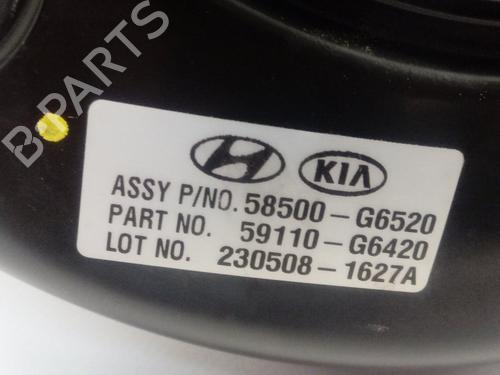 B-PARTS
KIA
ASSY P/NO. 58500-G6520
PART NO. 59110-G6420
LOT NO. 230508-1627A